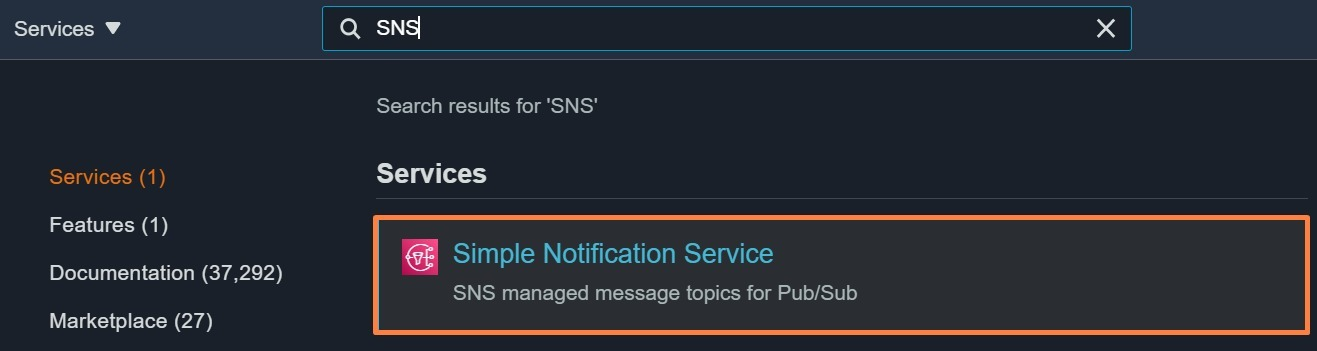 Services ▼
SNS
Search results for 'SNS'
Services (1)
Features (1)
Documentation (37,292)
Marketplace (27)
Services
Simple Notification Service
SNS managed message topics for Pub/Sub